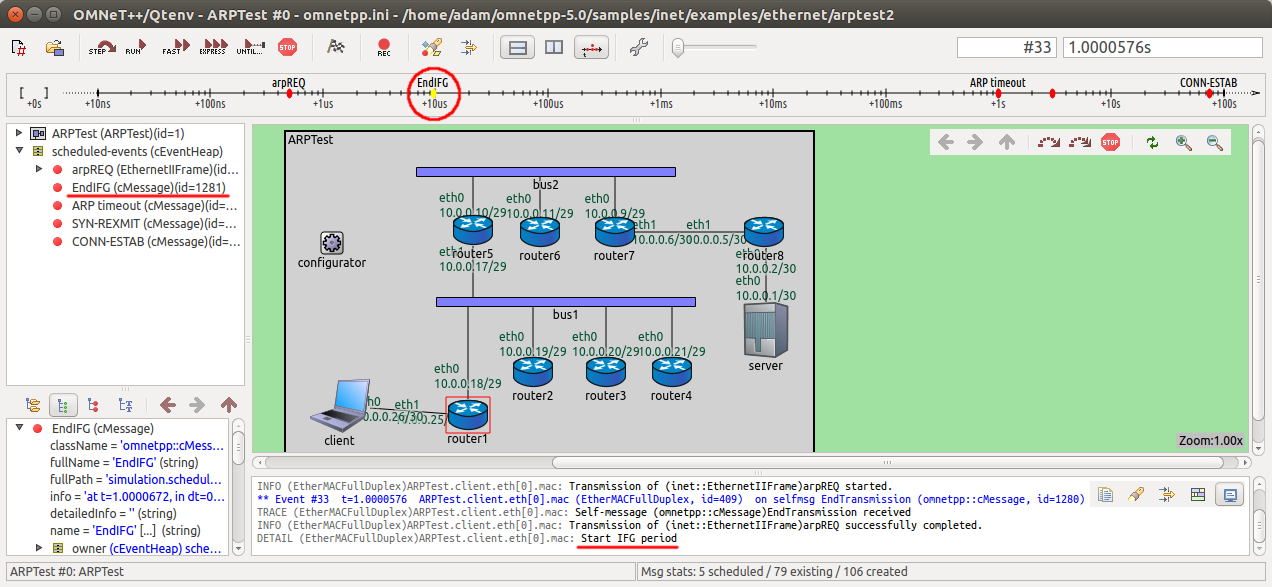 OMNeT++/Qtenv - ARPTest #0 - omnetpp.ini - /home/adam/omnetpp-5.0/samples/inet/examples/ethernet/arptest2
STEP RUN FAST EXPRESS UNTIL... STOP REC #33 1.0000576s
arpREQ EndIFG ARP timeout CONN-ESTAB
[ ]
+0s +10ns +100ns +1us +10us +100us +1ms +10ms +100ms +1s +10s +100s
ARPTest (ARPTest)(id=1)
scheduled-events (cEventHeap)
arpREQ (EthernetIIFrame)(id...
EndIFG (cMessage)(id=1281)
ARP timeout (cMessage)(id=...
SYN-REXMIT (cMessage)(id=...
CONN-ESTAB (cMessage)(id=...
ARPTest
STOP
bus2
eth0 eth0 eth0
10.0.0.10/29 10.0.0.11/29 10.0.0.9/29
eth1 eth1
10.0.0.6/30 10.0.0.5/30
router5 router6 router7 router8
configurator
10.0.0.17/29
10.0.0.2/30
eth0
10.0.0.1/30
bus1
server
eth0 eth0 eth0
10.0.0.19/29 10.0.0.20/29 10.0.0.21/29
router2 router3 router4
eth0
10.0.0.18/29
eth1
client
router1
Zoom:1.00x
EndIFG (cMessage)
className = 'omnetpp::cMess...
fullName = 'EndIFG' (string)
fullPath = 'simulation.schedul...
info = 'at t=1.0000672, in dt=0...
detailedInfo = '' (string)
name = 'EndIFG' [...] (string)
owner (cEventHeap) sche...
INFO (EtherMACFullDuplex)ARPTest.client.eth[0].mac: Transmission of (inet::EthernetIIFrame)arpREQ started.
** Event #33 t=1.0000576 ARPTest.client.eth[0].mac (EtherMACFullDuplex, id=409) on selfmsg EndTransmission (omnetpp::cMessage, id=1280)
TRACE (EtherMACFullDuplex)ARPTest.client.eth[0].mac: Self-message (omnetpp::cMessage)EndTransmission received
INFO (EtherMACFullDuplex)ARPTest.client.eth[0].mac: Transmission of (inet::EthernetIIFrame)arpREQ successfully completed.
DETAIL (EtherMACFullDuplex)ARPTest.client.eth[0].mac: Start IFG period
ARPTest #0: ARPTest
Msg stats: 5 scheduled / 79 existing / 106 created